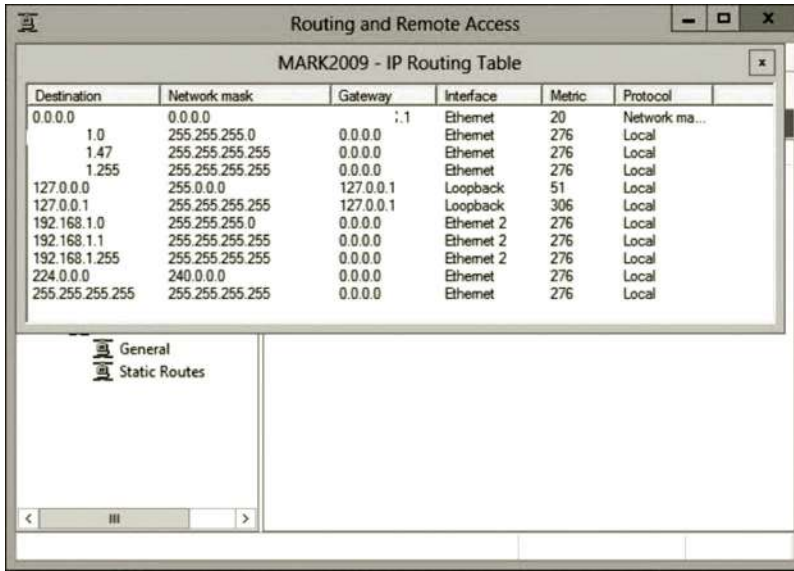 Routing and Remote Access
MARK2009 - IP Routing Table
Destination Network mask Gateway Interface Metric Protocol
0.0.0.0 0.0.0.0 .1 Ethernet 20 Network ma...
1.0 255.255.255.0 0.0.0.0 Ethernet 276 Local
1.47 255.255.255.255 0.0.0.0 Ethernet 276 Local
1.255 255.255.255.255 0.0.0.0 Ethernet 276 Local
127.0.0.0 255.0.0.0 127.0.0.1 Loopback 51 Local
127.0.0.1 255.255.255.255 127.0.0.1 Loopback 306 Local
192.168.1.0 255.255.255.0 0.0.0.0 Ethernet 2 276 Local
192.168.1.1 255.255.255.255 0.0.0.0 Ethernet 2 276 Local
192.168.1.255 255.255.255.255 0.0.0.0 Ethernet 2 276 Local
224.0.0.0 240.0.0.0 0.0.0.0 Ethernet 276 Local
255.255.255.255 255.255.255.255 0.0.0.0 Ethernet 276 Local
General
Static Routes